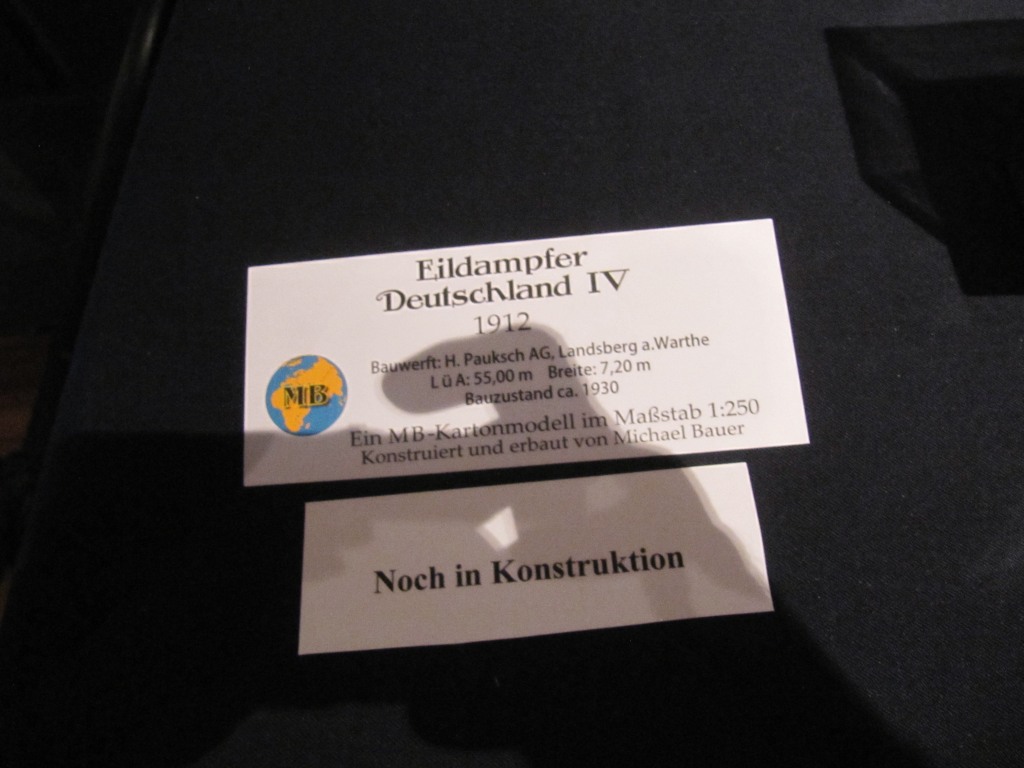 Eildampfer
Deutschland IV
1912
Bauwerft: H. Pauksch AG, Landsberg a.Warthe
L ü A: 55,00 m Breite: 7,20 m
Bauzustand ca. 1930
MB
Ein MB-Kartonmodell im Maßstab 1:250
Konstruiert und erbaut von Michael Bauer
Noch in Konstruktion